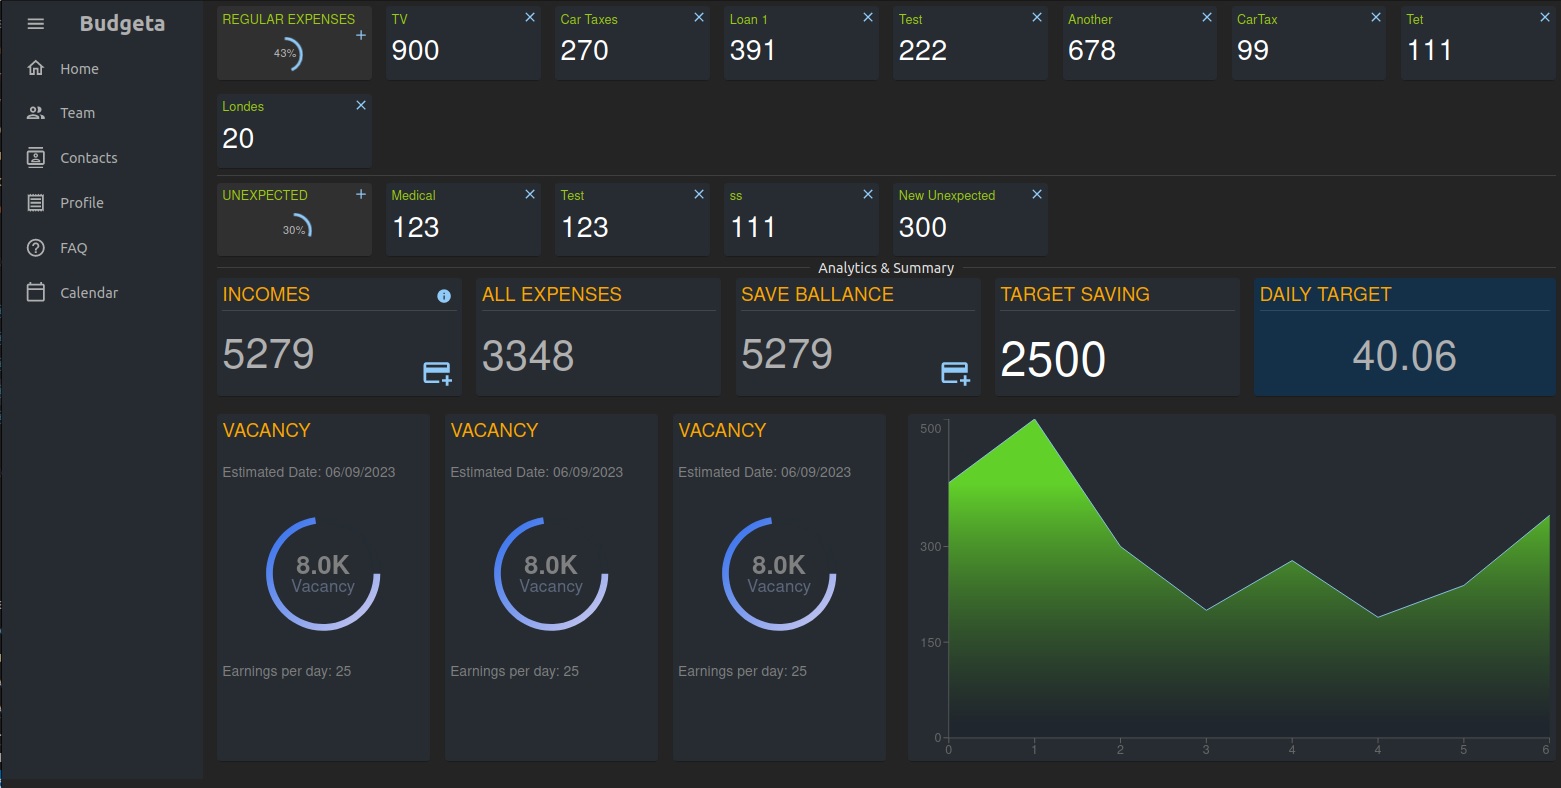 Budgeta
Home
Team
Contacts
Profile
FAQ
Calendar
REGULAR EXPENSES
43%
TV
900
Car Taxes
270
Loan 1
391
Test
222
Another
678
CarTax
99
Tet
111
Londes
20
UNEXPECTED
30%
Medical
123
Test
123
ss
111
New Unexpected
300
Analytics & Summary
INCOMES
5279
ALL EXPENSES
3348
SAVE BALLANCE
5279
TARGET SAVING
2500
DAILY TARGET
40.06
VACANCY
Estimated Date: 06/09/2023
8.0K
Vacancy
Earnings per day: 25
VACANCY
Estimated Date: 06/09/2023
8.0K
Vacancy
Earnings per day: 25
VACANCY
Estimated Date: 06/09/2023
8.0K
Vacancy
Earnings per day: 25
500
300
150
0
0 1 2 3 4 4 5 6